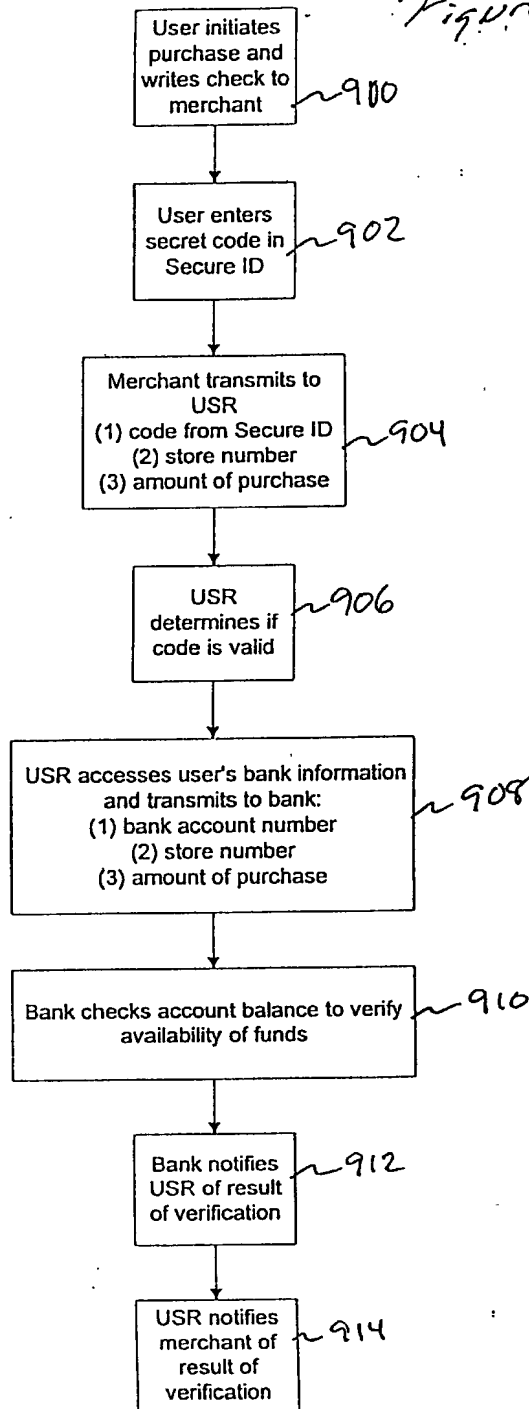 User initiates
purchase and
writes check to
merchant
900
User enters
secret code in
Secure ID
902
Merchant transmits to
USR
(1) code from Secure ID
(2) store number
(3) amount of purchase
904
USR
determines if
code is valid
906
USR accesses user's bank information
and transmits to bank:
(1) bank account number
(2) store number
(3) amount of purchase
908
Bank checks account balance to verify
availability of funds
910
Bank notifies
USR of result
of verification
912
USR notifies
merchant of
result of
verification
914